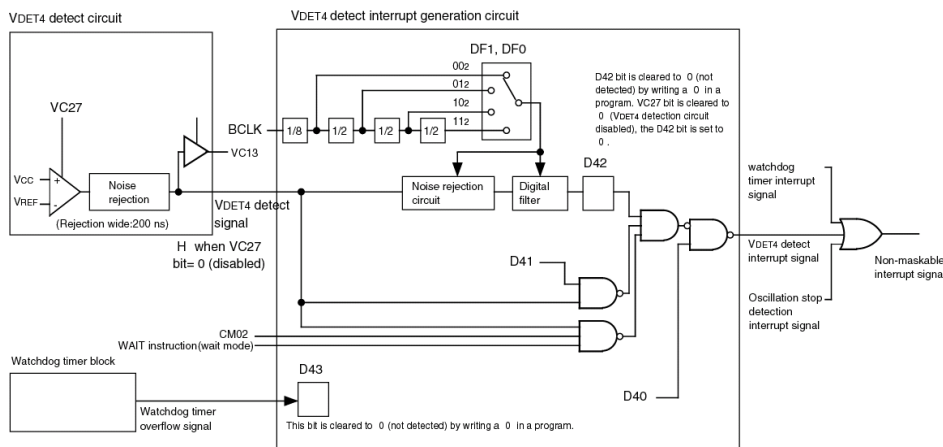 VDET4 detect circuit
VDET4 detect interrupt generation circuit
DF1, DF0
002
012
102
112
D42 bit is cleared to 0 (not
detected) by writing a 0 in a
program. VC27 bit is cleared to
0 (VDET4 detection circuit
disabled), the D42 bit is set to
0 .
VC27
BCLK
1/8
1/2
1/2
1/2
VC13
VCC
VREF
+
-
Noise
rejection
(Rejection wide:200 ns)
VDET4 detect
signal
H when VC27
bit= 0 (disabled)
Noise rejection
circuit
Digital
filter
D42
watchdog
timer interrupt
signal
VDET4 detect
interrupt signal
Non-maskable
interrupt signal
Oscillation stop
detection
interrupt signal
D41
CM02
WAIT instruction(wait mode)
D40
Watchdog timer block
D43
Watchdog timer
overflow signal
This bit is cleared to 0 (not detected) by writing a 0 in a program.